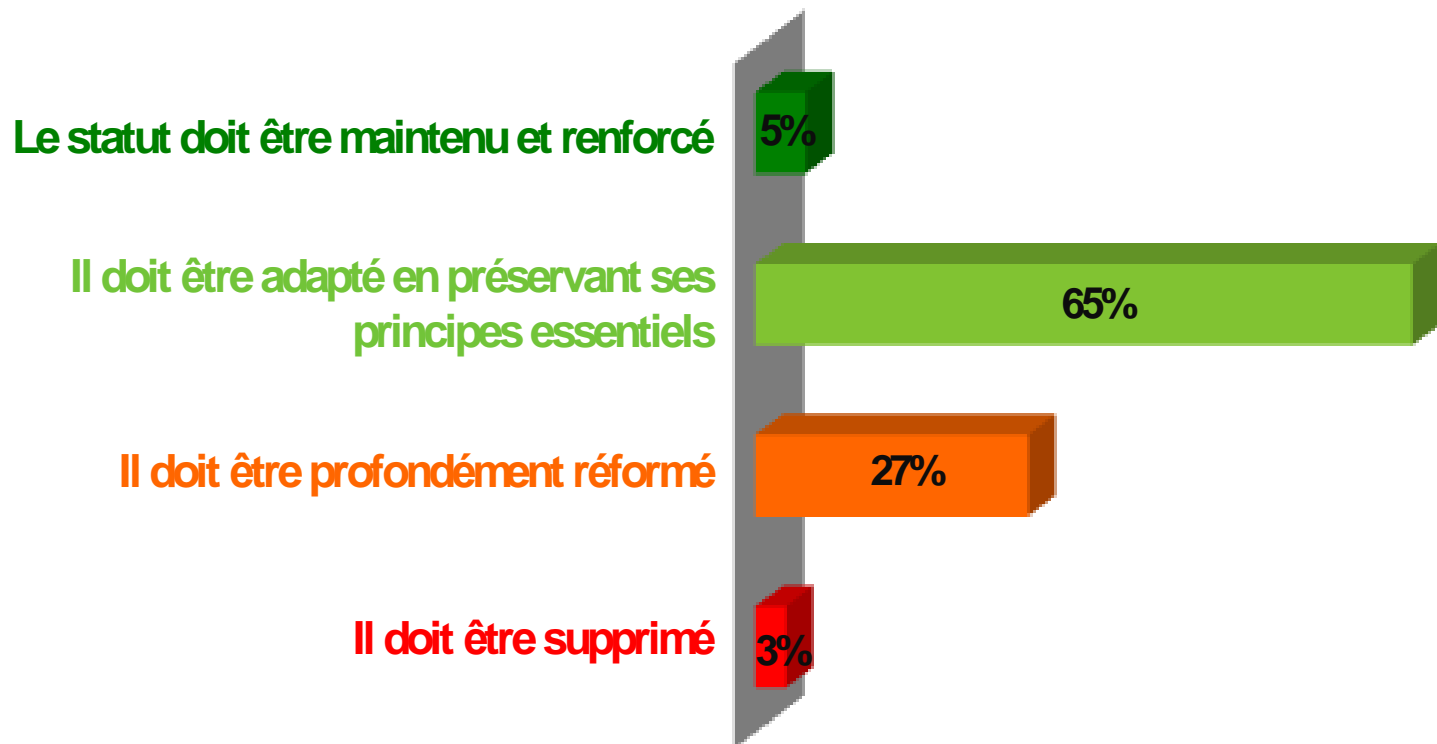 Le statut doit être maintenu et renforcé
5%
Il doit être adapté en préservant ses
principes essentiels
65%
Il doit être profondément réformé
27%
Il doit être supprimé
3%